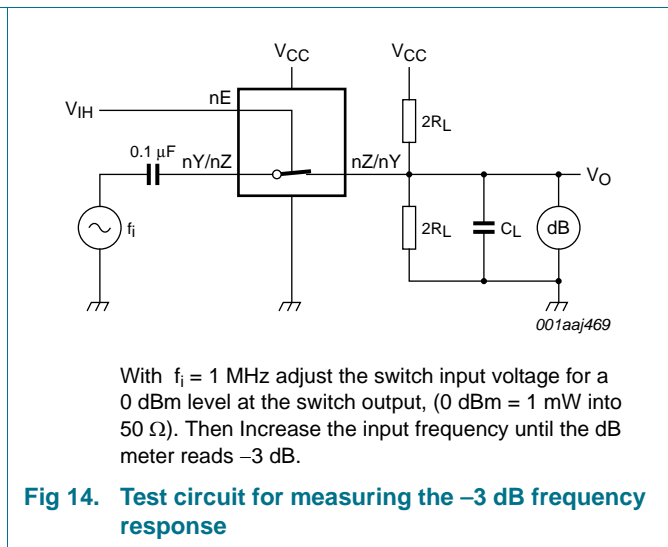 VCC VCC
nE
VIH
2RL
0.1 μF nY/nZ nZ/nY
VO
fi
2RL CL dB
001aaj469
With fi = 1 MHz adjust the switch input voltage for a
0 dBm level at the switch output, (0 dBm = 1 mW into
50 Ω). Then Increase the input frequency until the dB
meter reads −3 dB.
Fig 14. Test circuit for measuring the −3 dB frequency
response